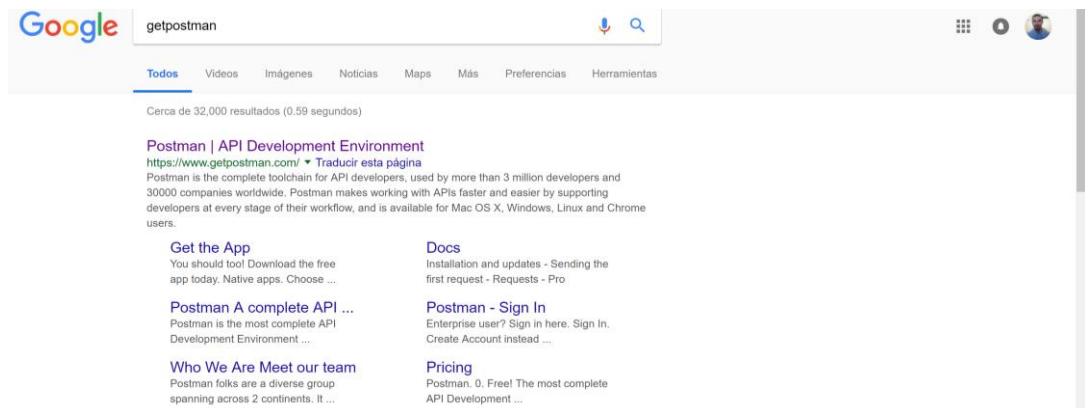 Google
getpostman
Todos Videos Imágenes Noticias Maps Más Preferencias Herramientas
Cerca de 32,000 resultados (0.59 segundos)
Postman | API Development Environment
https://www.getpostman.com/ ▾ Traducir esta página
Postman is the complete toolchain for API developers, used by more than 3 million developers and
30000 companies worldwide. Postman makes working with APIs faster and easier by supporting
developers at every stage of their workflow, and is available for Mac OS X, Windows, Linux and Chrome
users.
Get the App
You should too! Download the free
app today. Native apps. Choose ...
Docs
Installation and updates - Sending the
first request - Requests - Pro
Postman A complete API ...
Postman is the most complete API
Development Environment ...
Postman - Sign In
Enterprise user? Sign in here. Sign In.
Create Account instead ...
Who We Are Meet our team
Postman folks are a diverse group
spanning across 2 continents. It ...
Pricing
Postman. 0. Free! The most complete
API Development ...